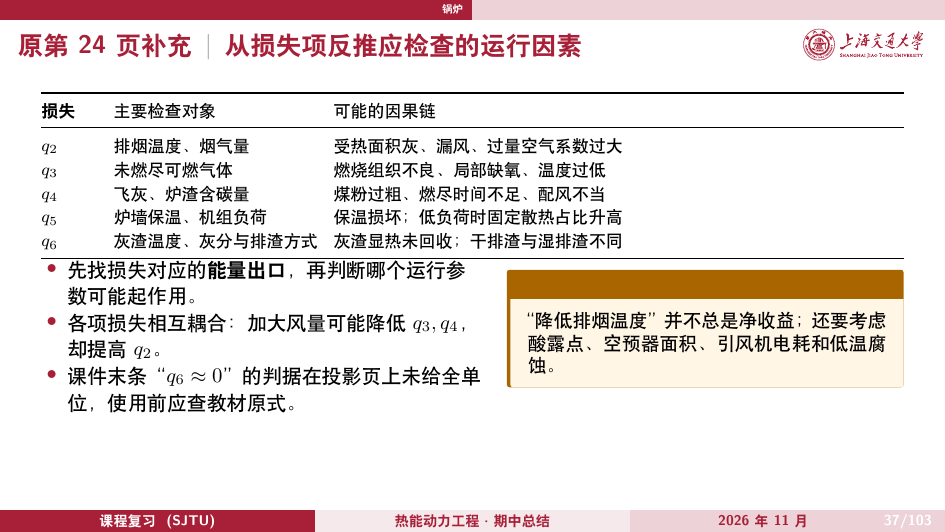 锅炉
原第 24 页补充 | 从损失项反推应检查的运行因素
上海交通大学
SHANGHAI JIAO TONG UNIVERSITY
损失 主要检查对象 可能的因果链
q2 排烟温度、烟气量 受热面积灰、漏风、过量空气系数过大
q3 未燃尽可燃气体 燃烧组织不良、局部缺氧、温度过低
q4 飞灰、炉渣含碳量 煤粉过粗、燃尽时间不足、配风不当
q5 炉墙保温、机组负荷 保温损坏；低负荷时固定散热占比升高
q6 灰渣温度、灰分与排渣方式 灰渣显热未回收；干排渣与湿排渣不同
• 先找损失对应的能量出口，再判断哪个运行参
数可能起作用。
• 各项损失相互耦合：加大风量可能降低 q3, q4，
却提高 q2。
• 课件末条“q6 ≈ 0”的判据在投影页上未给全单
位，使用前应查教材原式。
“降低排烟温度”并不总是净收益；还要考虑
酸露点、空预器面积、引风机电耗和低温腐
蚀。
课程复习 (SJTU) 热能动力工程 · 期中总结 2026 年 11 月 37/103